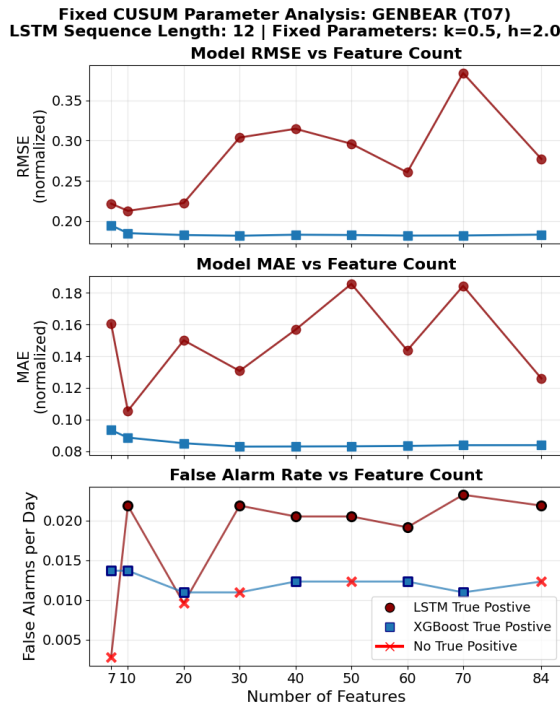 Fixed CUSUM Parameter Analysis: GENBEAR (T07)
LSTM Sequence Length: 12 | Fixed Parameters: k=0.5, h=2.0
Model RMSE vs Feature Count
RMSE
(normalized)
0.35
0.30
0.25
0.20
Model MAE vs Feature Count
MAE
(normalized)
0.18
0.16
0.14
0.12
0.10
0.08
False Alarm Rate vs Feature Count
False Alarms per Day
0.020
0.015
0.010
0.005
LSTM True Postive
XGBoost True Postive
No True Positive
7 10 20 30 40 50 60 70 84
Number of Features